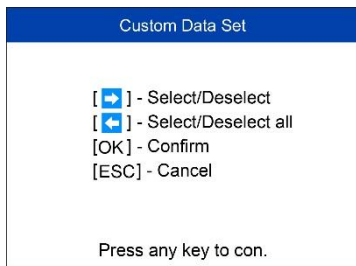 Custom Data Set
[➡] - Select/Deselect
[⬅] - Select/Deselect all
[OK] - Confirm
[ESC] - Cancel
Press any key to con.